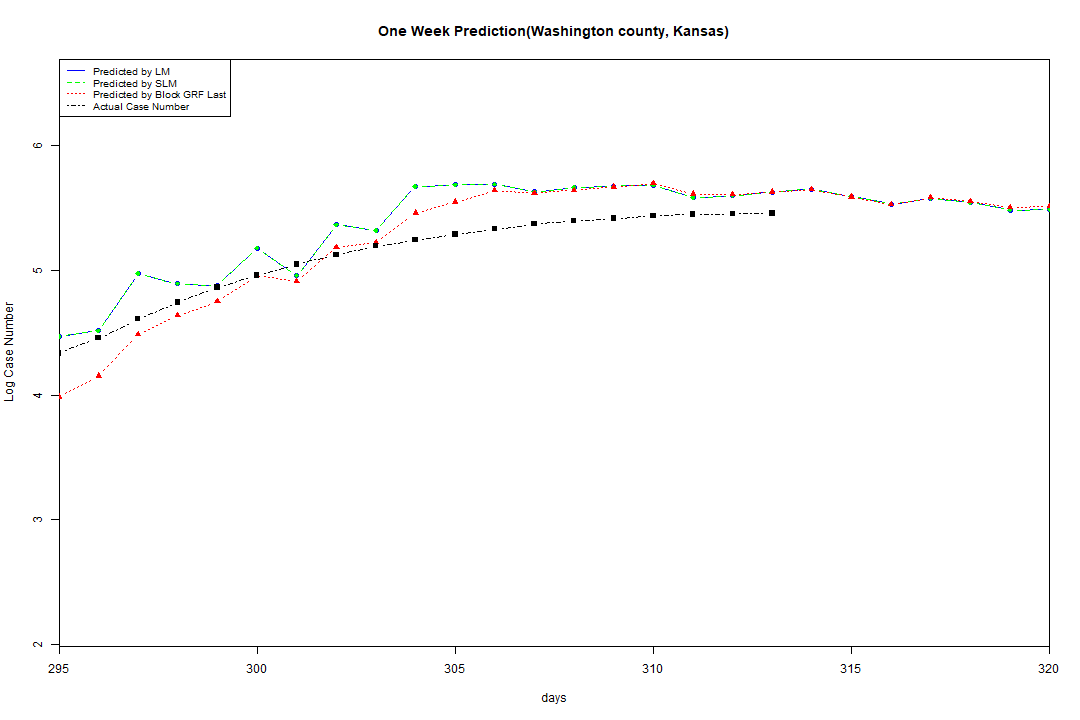 One Week Prediction(Washington county, Kansas)
Predicted by LM
Predicted by SLM
Predicted by Block GRF Last
Actual Case Number
6
5
4
3
2
Log Case Number
295 300 305 310 315 320
days